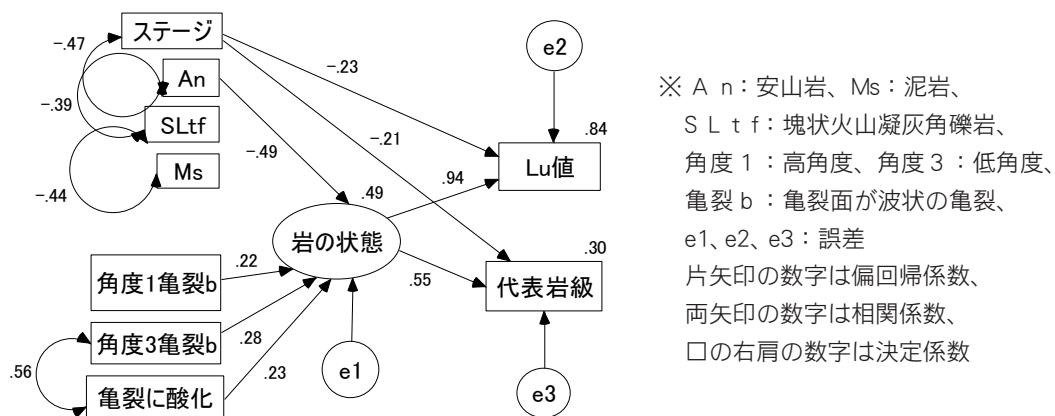 ステージ
-.47
An
-.39
SLtf
-.44
Ms
-.23
e2
.84
Lu値
-.21
.94
-.49
.49
岩の状態
.30
代表岩級
.55
角度1亀裂b
.22
角度3亀裂b
.28
.56
亀裂に酸化
.23
e1
e3
※ A n：安山岩、Ms：泥岩、
S L t f：塊状火山凝灰角礫岩、
角度1：高角度、角度3：低角度、
亀裂b：亀裂面が波状の亀裂、
e1、e2、e3：誤差
片矢印の数字は偏回帰係数、
両矢印の数字は相関係数、
□の右肩の数字は決定係数